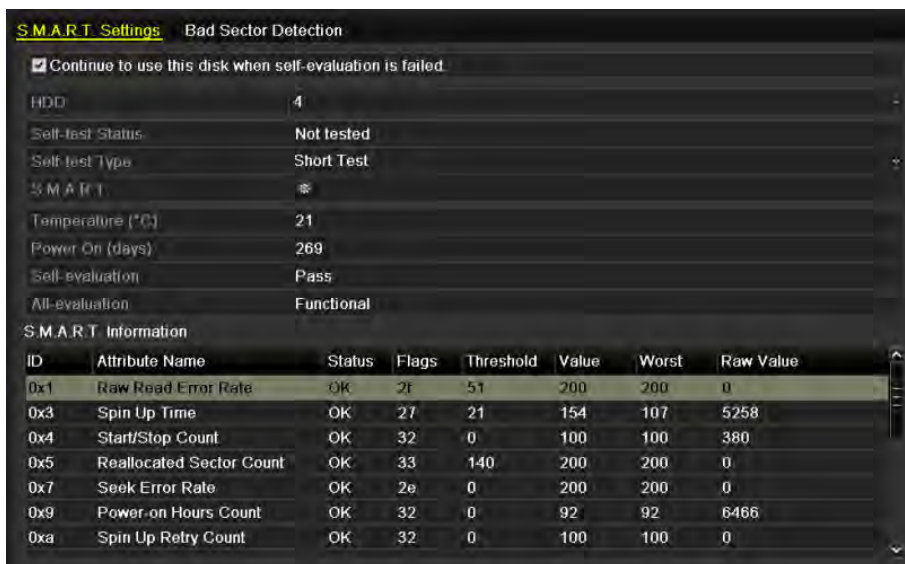 S.M.A.R.T. Settings Bad Sector Detection
Continue to use this disk when self-evaluation is failed.
HDD 4
Self-test Status Not tested
Self-test Type Short Test
S.M.A.R.T.
Temperature (°C) 21
Power On (days) 269
Self-evaluation Pass
All-evaluation Functional
S.M.A.R.T. Information
ID Attribute Name Status Flags Threshold Value Worst Raw Value
0x1 Raw Read Error Rate OK 2f 51 200 200 0
0x3 Spin Up Time OK 27 21 154 107 5258
0x4 Start/Stop Count OK 32 0 100 100 380
0x5 Reallocated Sector Count OK 33 140 200 200 0
0x7 Seek Error Rate OK 2e 0 200 200 0
0x9 Power-on Hours Count OK 32 0 92 92 6466
0xa Spin Up Retry Count OK 32 0 100 100 0